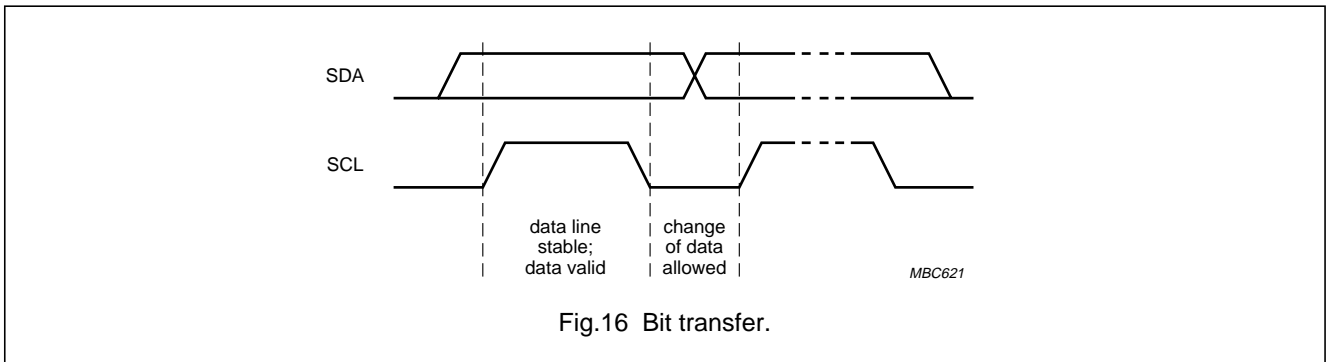 SDA
SCL
data line
stable;
data valid
change
of data
allowed
MBC621
Fig.16 Bit transfer.